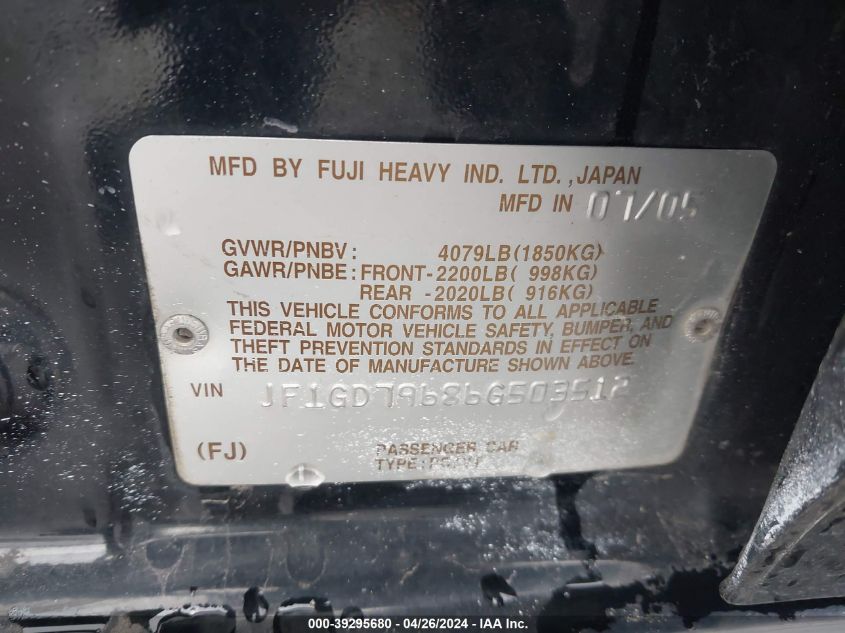 MFD BY FUJI HEAVY IND. LTD.,JAPAN
MFD IN 07/05
GVWR/PNBV: 4079LB(1850KG)
GAWR/PNBE:FRONT-2200LB( 998KG)
REAR -2020LB( 916KG)
THIS VEHICLE CONFORMS TO ALL APPLICABLE
FEDERAL MOTOR VEHICLE SAFETY, BUMPER, AND
THEFT PREVENTION STANDARDS IN EFFECT ON
THE DATE OF MANUFACTURE SHOWN ABOVE.
VIN JF1GD79686G503512
(FJ) PASSENGER CAR
TYPE:
000-39295680 / 04/26/2024 - IAA Inc.